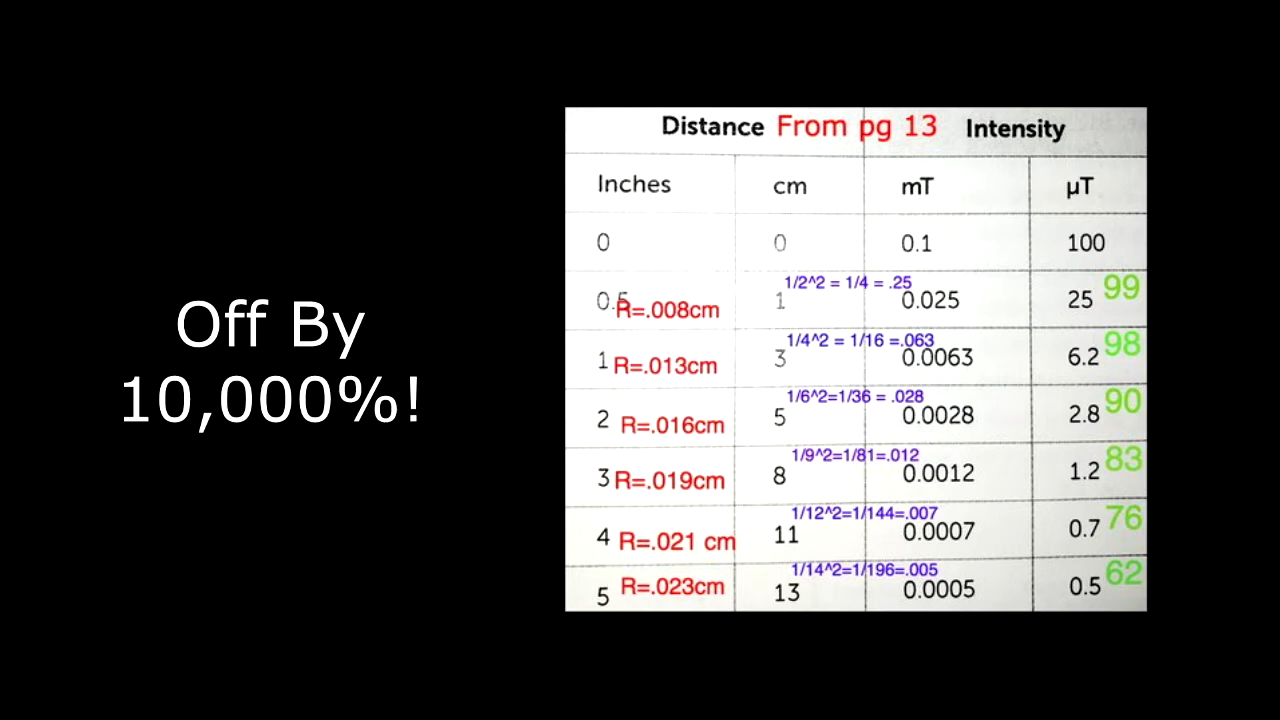 Off By
10,000%!
Distance From pg 13 Intensity
Inches cm mT µT
0 0 0.1 100
1/2^2 = 1/4 = .25
0.5 R=.008cm 1 0.025 25 99
1/4^2 = 1/16 =.063
1 R=.013cm 3 0.0063 6.2 98
1/6^2=1/36 = .028
2 R=.016cm 5 0.0028 2.8 90
1/9^2=1/81=.012
3 R=.019cm 8 0.0012 1.2 83
1/12^2=1/144=.007
4 R=.021 cm 11 0.0007 0.7 76
1/14^2=1/196=.005
5 R=.023cm 13 0.0005 0.5 62